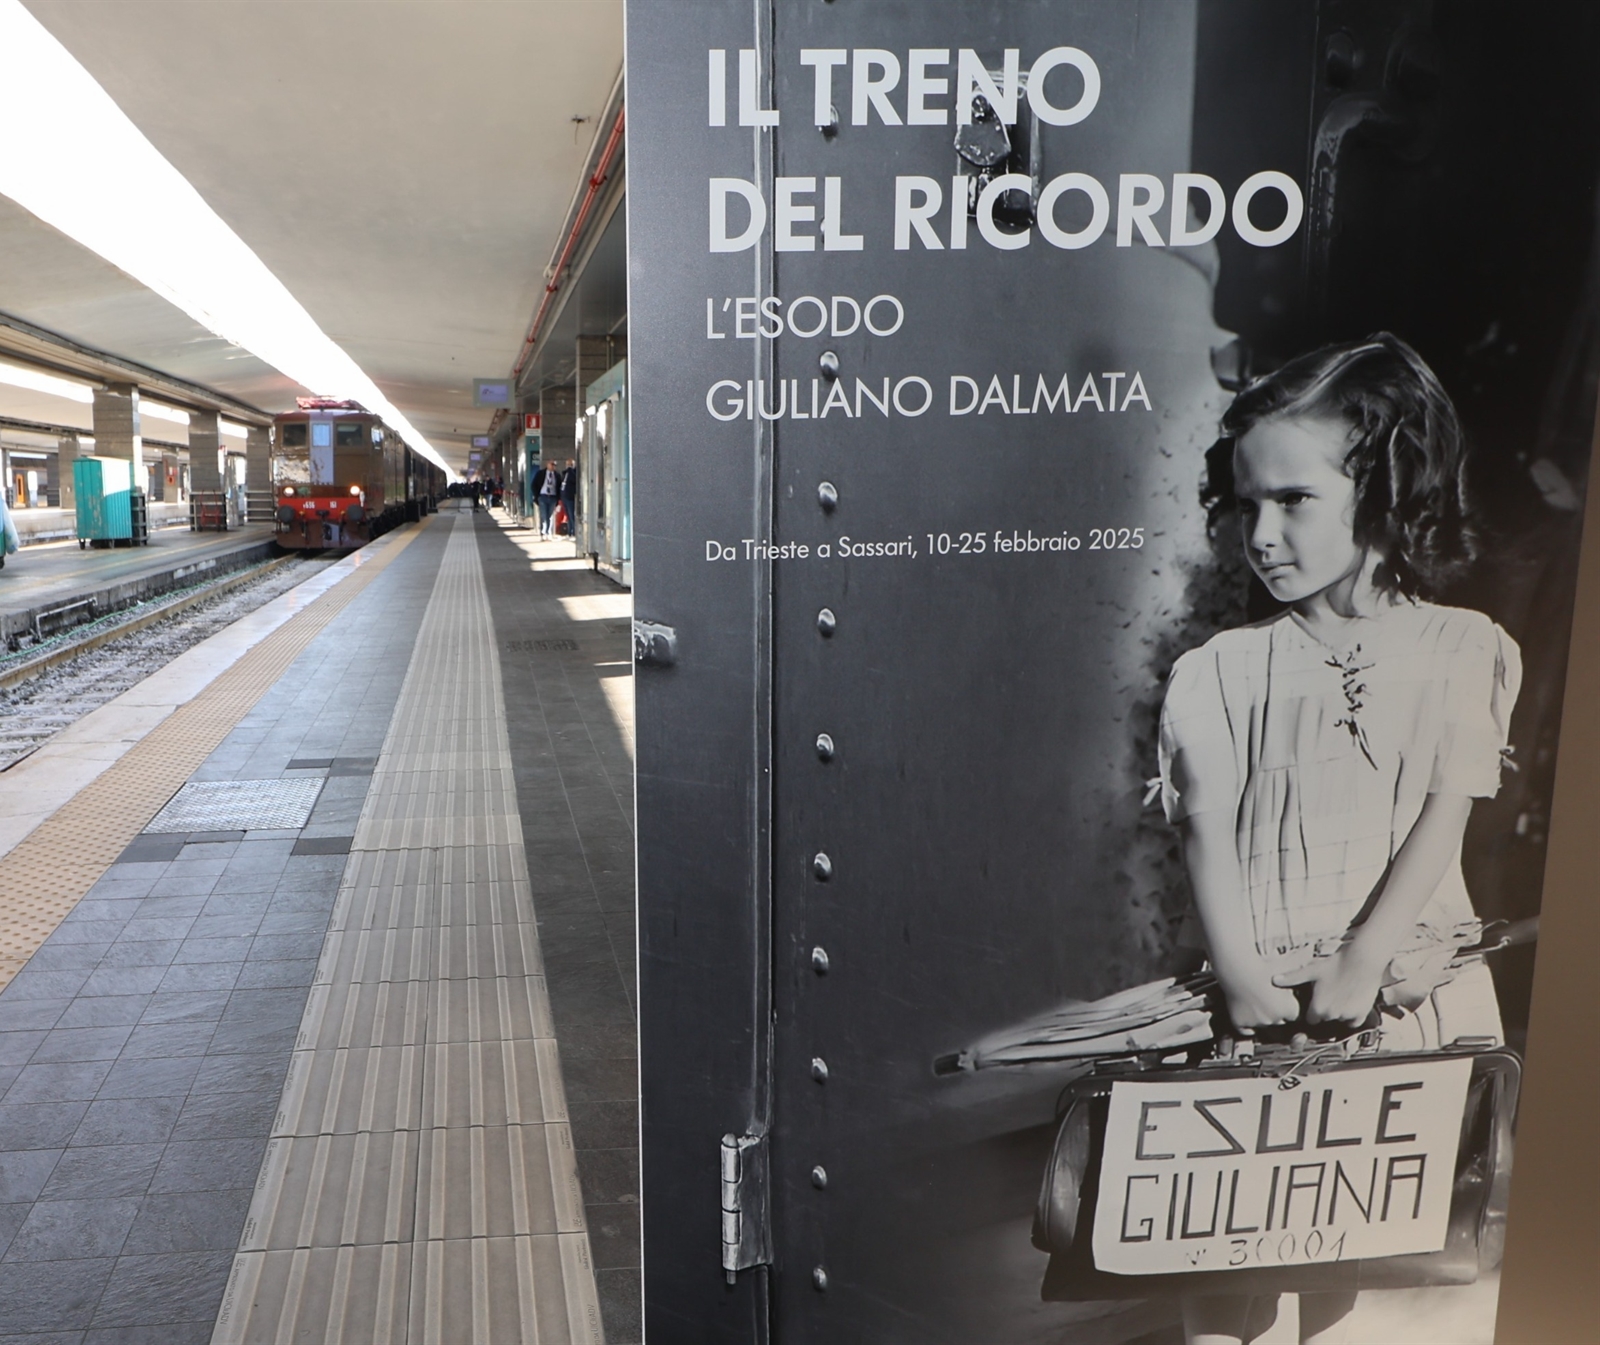 IL TRENO
DEL RICORDO
L'ESODO
GIULIANO DALMATA
Da Trieste a Sassari, 10-25 febbraio 2025
ESULE
GIULIANA
N° 30001